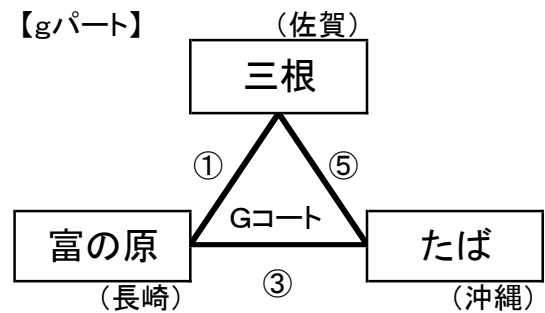 【gパート】
（佐賀）
三根
①
⑤
Gコート
富の原
たば
③
（長崎）
（沖縄）